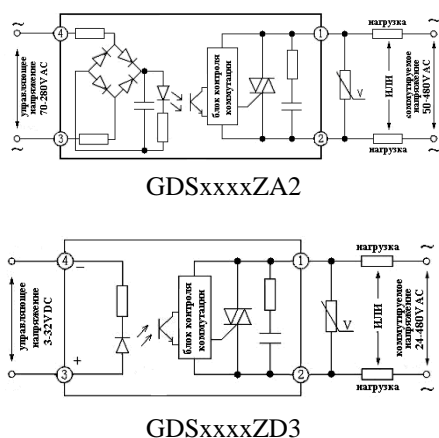 ~
4
1
нагрузка
~
управляющее
напряжение
70-280V AC
блок контроля
коммутации
V
ИЛИ
коммутируемое
напряжение
50-480V AC
~
3
2
нагрузка
~
GDSxxxxZA2
4
−
1
нагрузка
~
управляющее
напряжение
3-32V DC
блок контроля
коммутации
V
ИЛИ
коммутируемое
напряжение
24-480V AC
+
3
2
нагрузка
~
GDSxxxxZD3